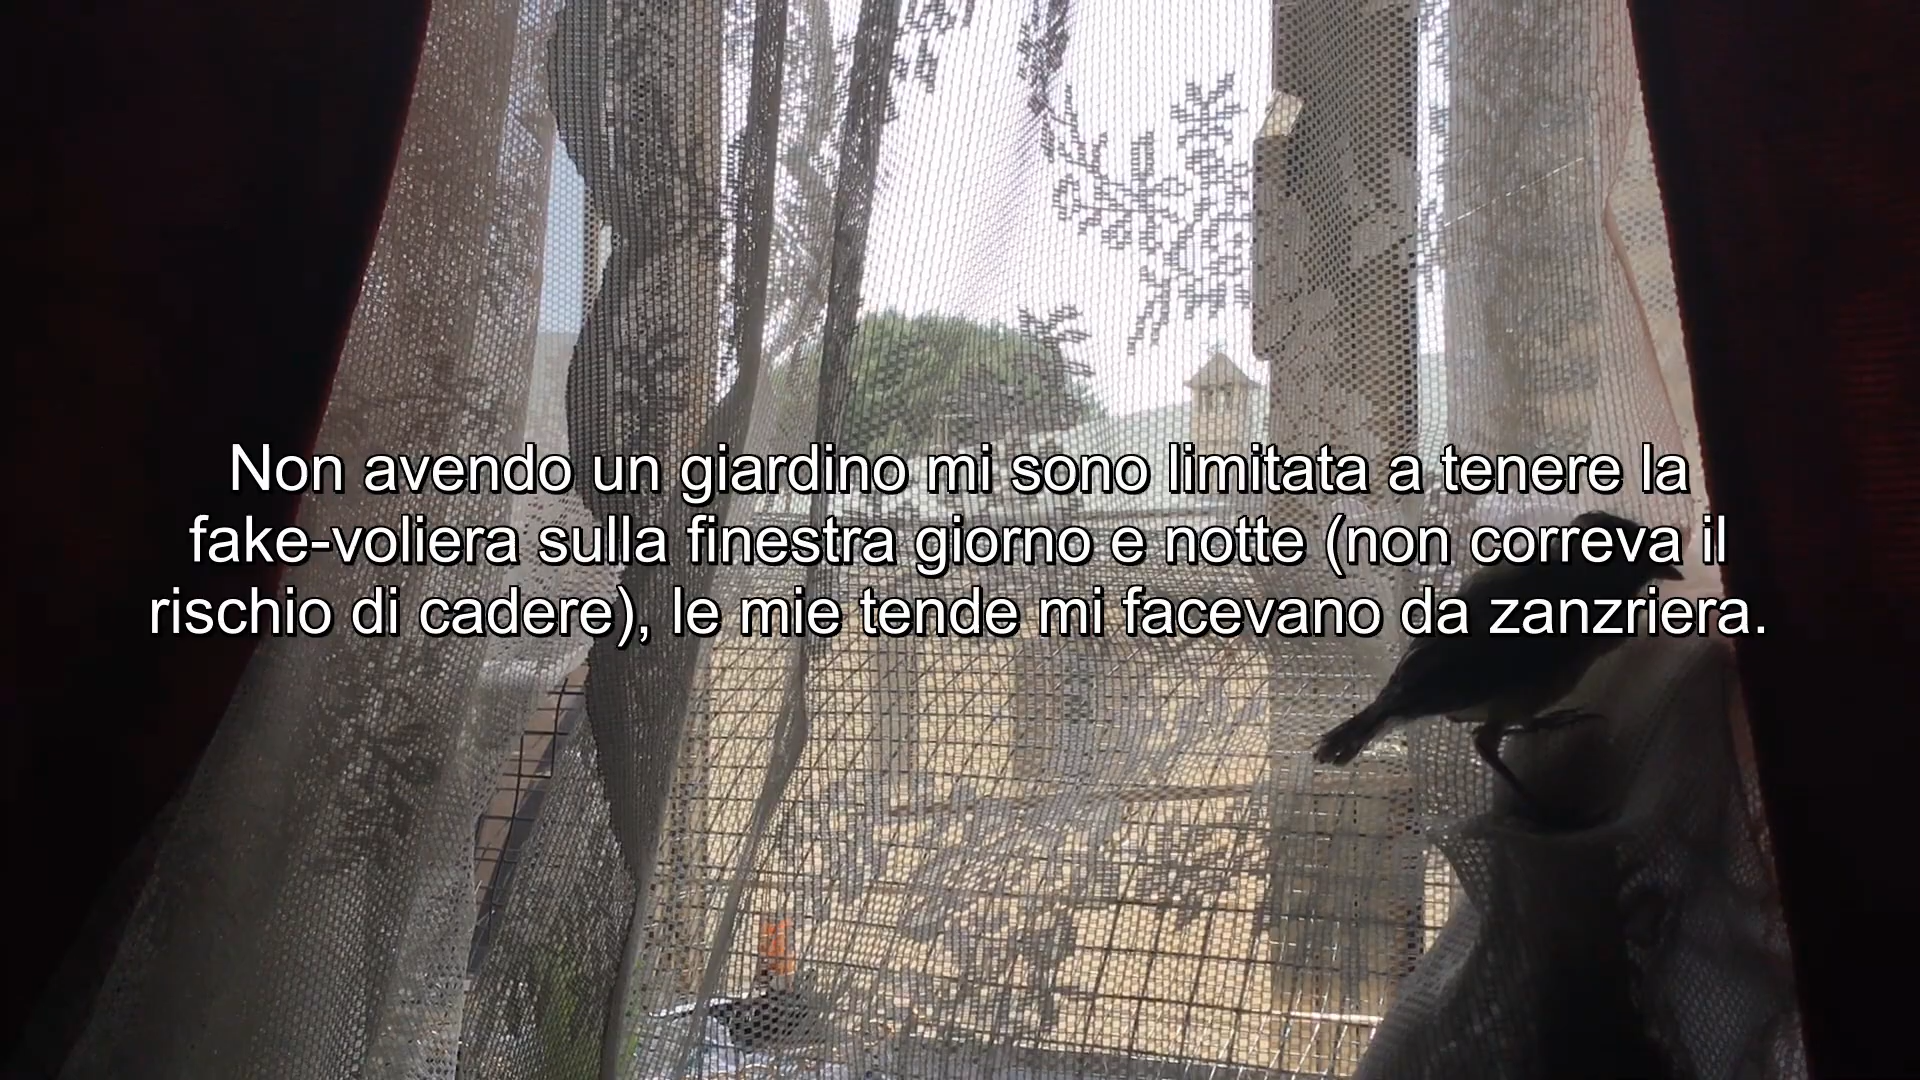 Non avendo un giardino mi sono limitata a tenere la
fake-voliera sulla finestra giorno e notte (non correva il
rischio di cadere), le mie tende mi facevano da zanzriera.